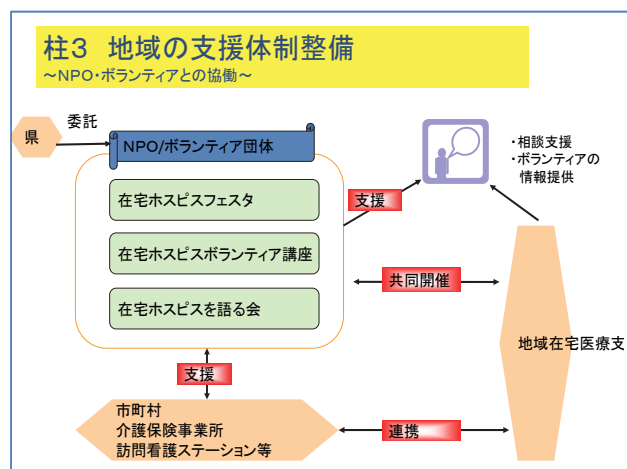 柱３ 地域の支援体制整備
～NPO・ボランティアとの協働～
県
委託
NPO/ボランティア団体
・相談支援
・ボランティアの
情報提供
在宅ホスピスフェスタ
支援
在宅ホスピスボランティア講座
共同開催
在宅ホスピスを語る会
地域在宅医療支
支援
市町村
介護保険事業所
訪問看護ステーション等
連携